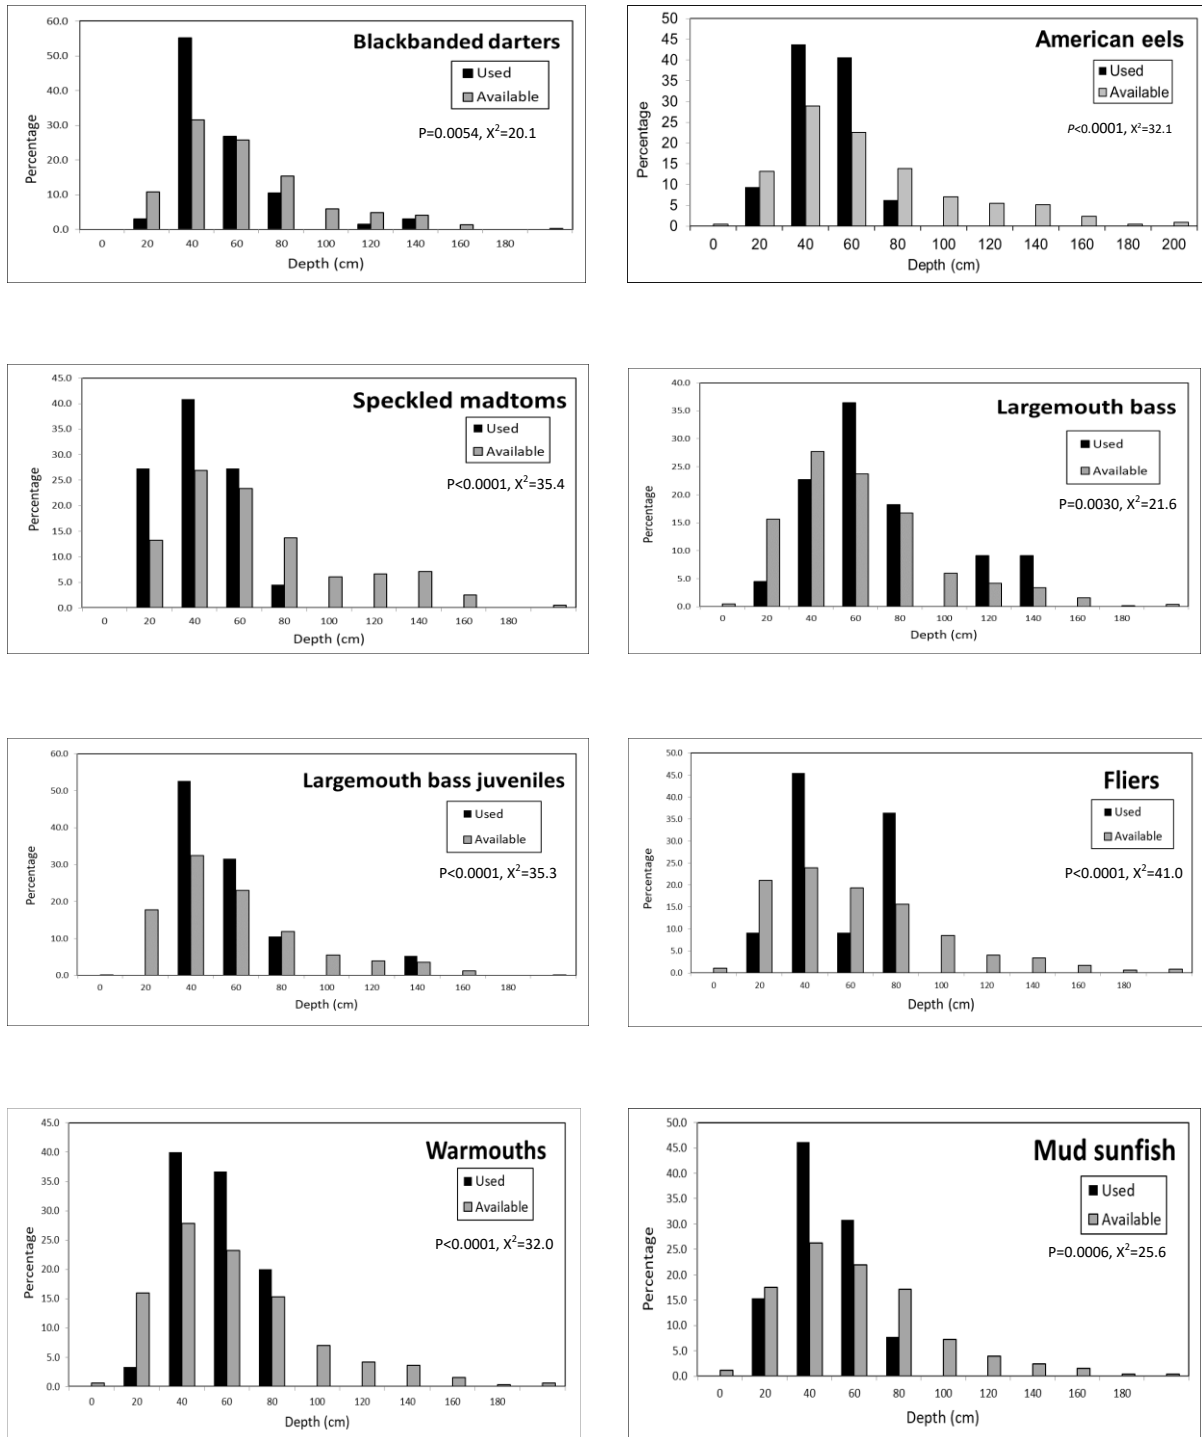 Blackbanded darters
Used
Available
P=0.0054, X²=20.1
60.0
50.0
40.0
30.0
20.0
10.0
0.0
Percentage
0 20 40 60 80 100 120 140 160 180
Depth (cm)
American eels
Used
Available
P<0.0001, X²=32.1
50
45
40
35
30
25
20
15
10
5
0
Percentage
0 20 40 60 80 100 120 140 160 180 200
Depth (cm)
Speckled madtoms
Used
Available
P<0.0001, X²=35.4
45.0
40.0
35.0
30.0
25.0
20.0
15.0
10.0
5.0
0.0
Percentage
0 20 40 60 80 100 120 140 160 180
Depth (cm)
Largemouth bass
Used
Available
P=0.0030, X²=21.6
40.0
35.0
30.0
25.0
20.0
15.0
10.0
5.0
0.0
Percentage
0 20 40 60 80 100 120 140 160 180
Depth (cm)
Largemouth bass juveniles
Used
Available
P<0.0001, X²=35.3
60.0
50.0
40.0
30.0
20.0
10.0
0.0
Percentage
0 20 40 60 80 100 120 140 160 180
Depth (cm)
Fliers
Used
Available
P<0.0001, X²=41.0
50.0
45.0
40.0
35.0
30.0
25.0
20.0
15.0
10.0
5.0
0.0
Percentage
0 20 40 60 80 100 120 140 160 180
Depth (cm)
Warmouths
Used
Available
P<0.0001, X²=32.0
45.0
40.0
35.0
30.0
25.0
20.0
15.0
10.0
5.0
0.0
Percentage
0 20 40 60 80 100 120 140 160 180
Depth (cm)
Mud sunfish
Used
Available
P=0.0006, X²=25.6
50.0
45.0
40.0
35.0
30.0
25.0
20.0
15.0
10.0
5.0
0.0
Percentage
0 20 40 60 80 100 120 140 160 180
Depth (cm)